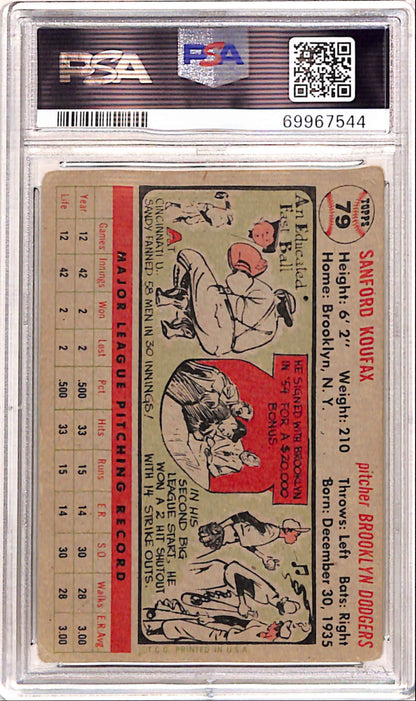 PSA
PSA
69967544
TOPPS
79
SANFORD KOUFAX
pitcher BROOKLYN DODGERS
Height: 6' 2" Weight: 210 Throws: Left Bats: Right
Home: Brooklyn, N. Y. Born: December 30, 1935
An Educated
Fast Ball
A
CINCINNATI U.
SANDY FANNED 58 MEN IN 30 INNINGS!
HE SIGNED WITH BROOKLYN
IN '54 FOR A $20,000
BONUS.
IN HIS
SECOND BIG
LEAGUE START, HE
WON A 2 HIT SHUTOUT
WITH 14 STRIKE OUTS.
MAJOR LEAGUE PITCHING RECORD
Games Innings Won Lost Pct. Hits Runs E.R. S.O. Walks E.R.Avg.
Year 12 42 2 2 .500 33 15 14 30 28 3.00
Life 12 42 2 2 .500 33 15 14 30 28 3.00
T.C.G. PRINTED IN U.S.A.